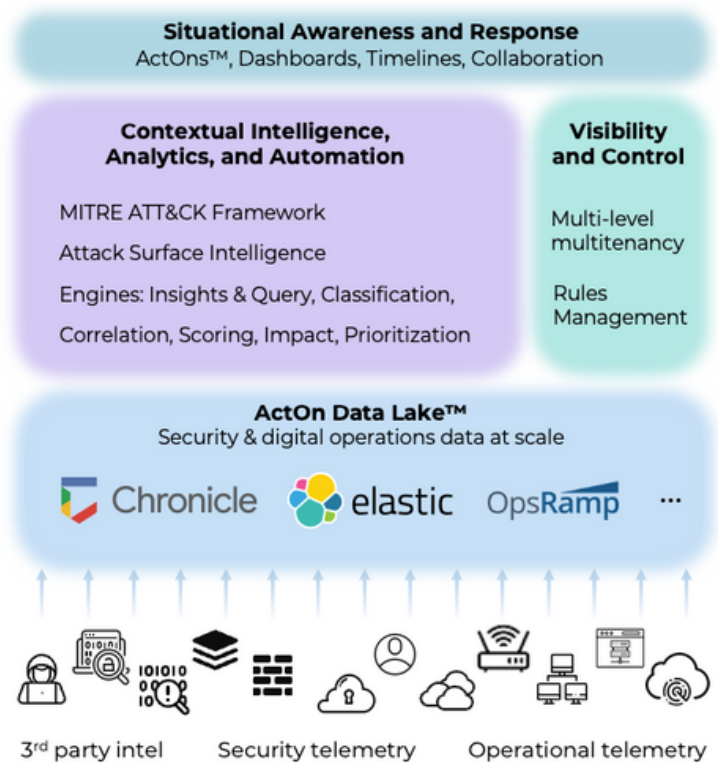 Situational Awareness and Response
ActOns™, Dashboards, Timelines, Collaboration
Contextual Intelligence,
Analytics, and Automation
MITRE ATT&CK Framework
Attack Surface Intelligence
Engines: Insights & Query, Classification,
Correlation, Scoring, Impact, Prioritization
Visibility
and Control
Multi-level
multitenancy
Rules
Management
ActOn Data Lake™
Security & digital operations data at scale
Chronicle
elastic
OpsRamp
...
3rd party intel
Security telemetry
Operational telemetry